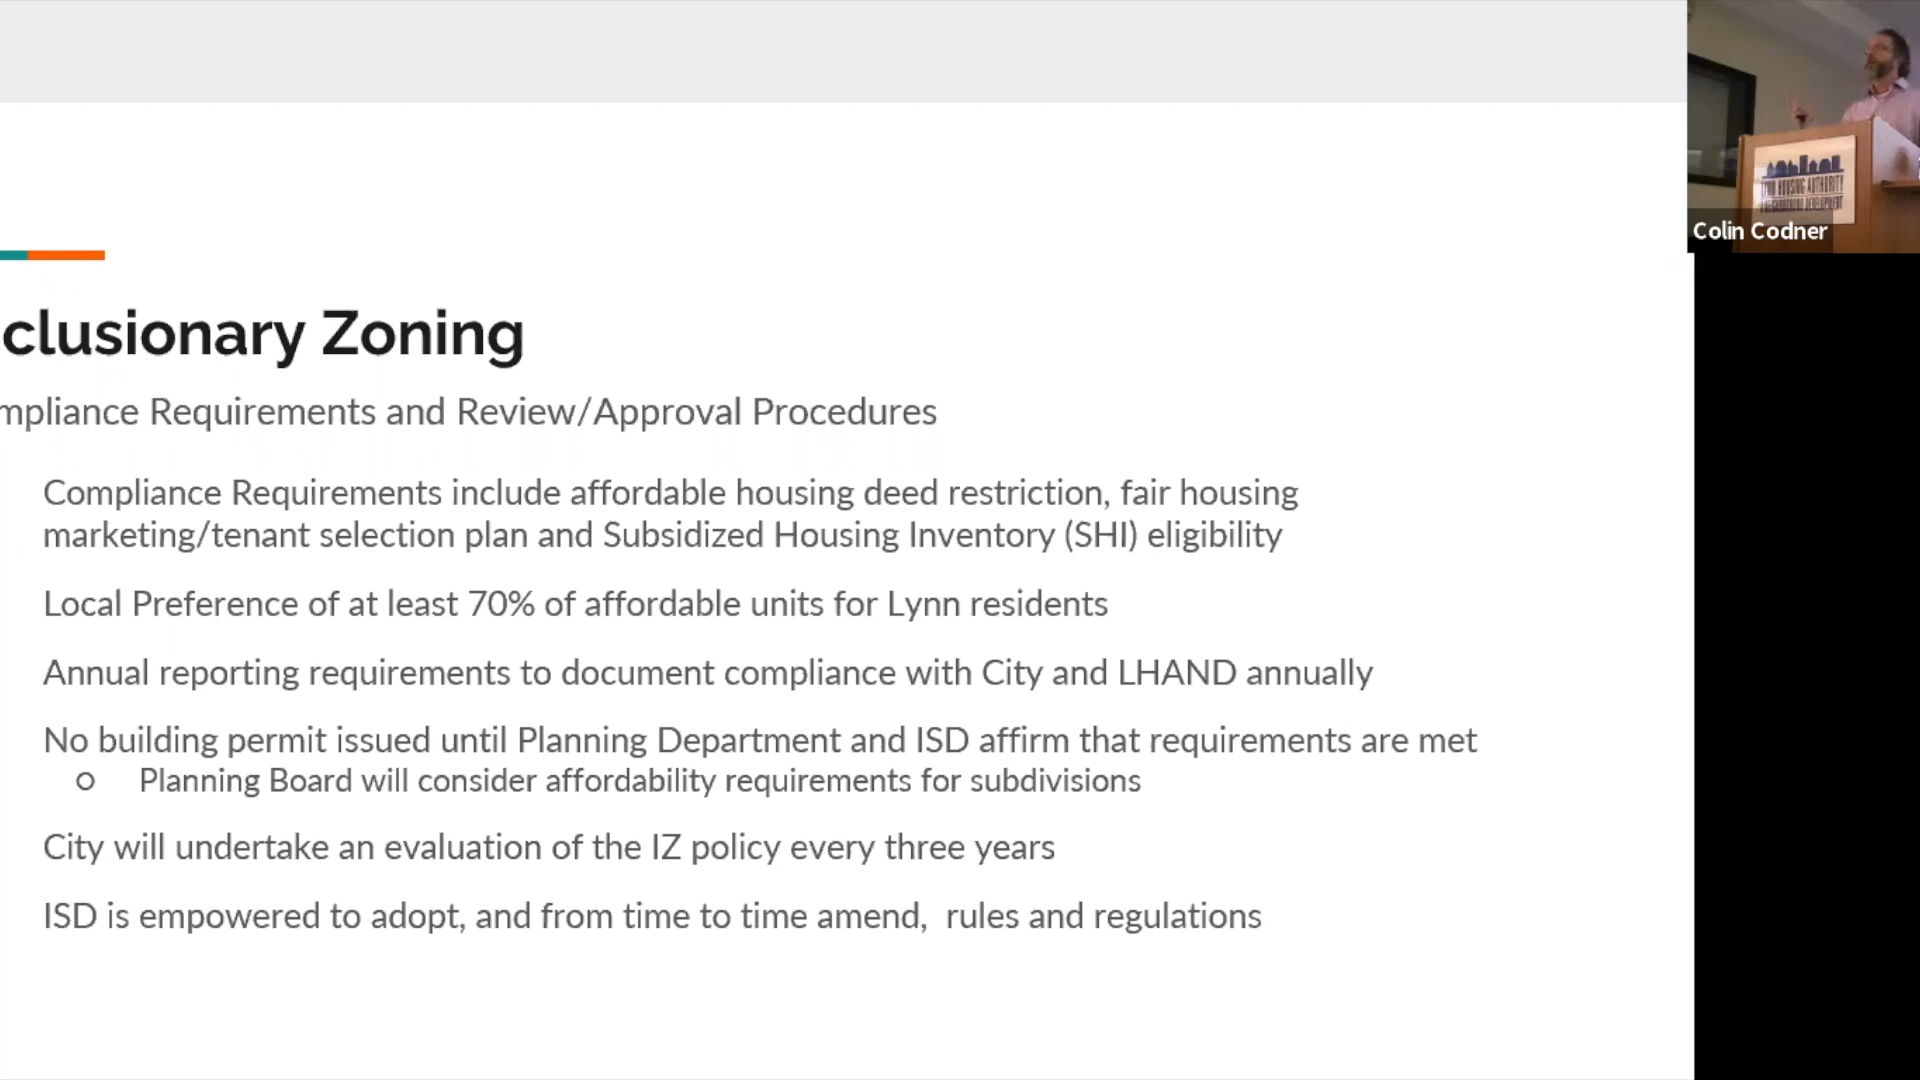 clusionary Zoning
mpliance Requirements and Review/Approval Procedures
Compliance Requirements include affordable housing deed restriction, fair housing
marketing/tenant selection plan and Subsidized Housing Inventory (SHI) eligibility
Local Preference of at least 70% of affordable units for Lynn residents
Annual reporting requirements to document compliance with City and LHAND annually
No building permit issued until Planning Department and ISD affirm that requirements are met
Planning Board will consider affordability requirements for subdivisions
City will undertake an evaluation of the IZ policy every three years
ISD is empowered to adopt, and from time to time amend,  rules and regulations
LYNN HOUSING AUTHORITY
& NEIGHBORHOOD DEVELOPMENT
Colin Codner